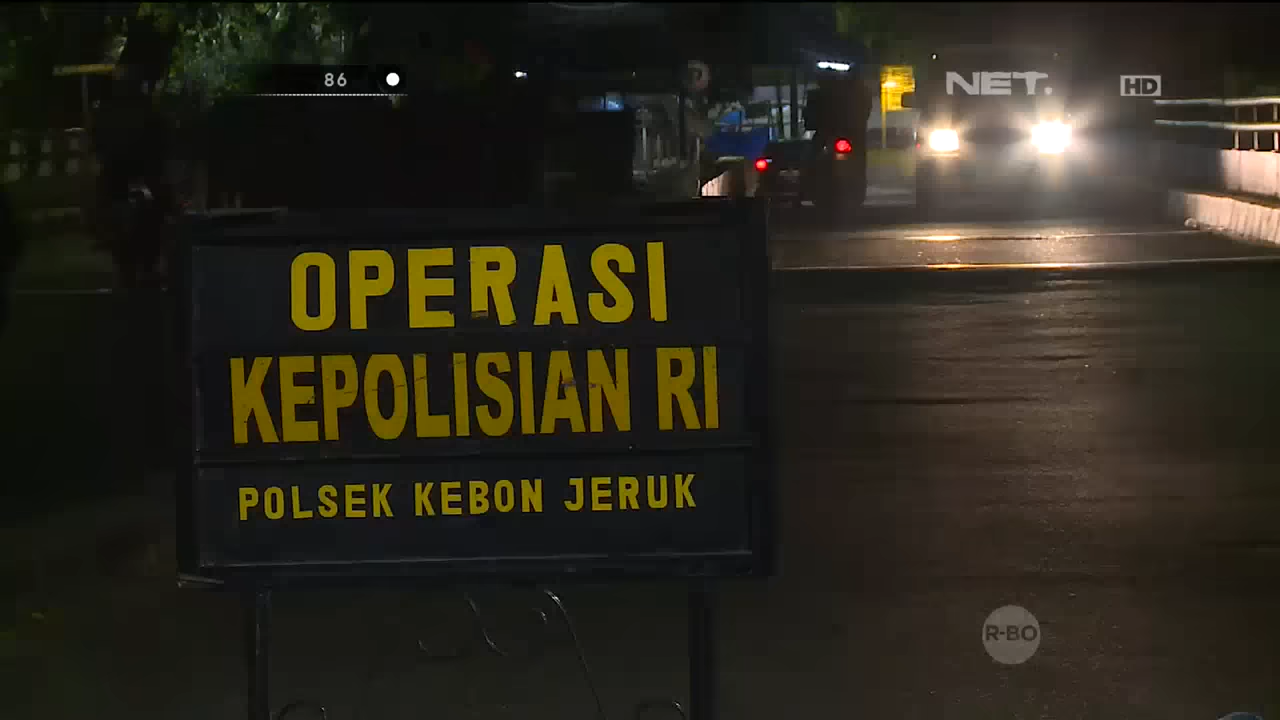 86
NET.
HD
OPERASI
KEPOLISIAN RI
POLSEK KEBON JERUK
R-BO